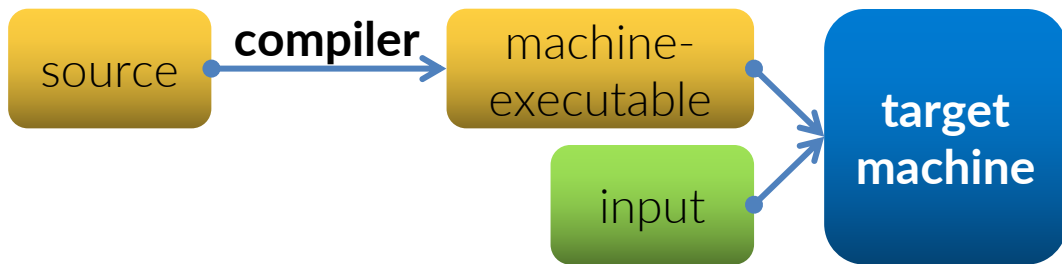 source
compiler
machine-
executable
input
target
machine